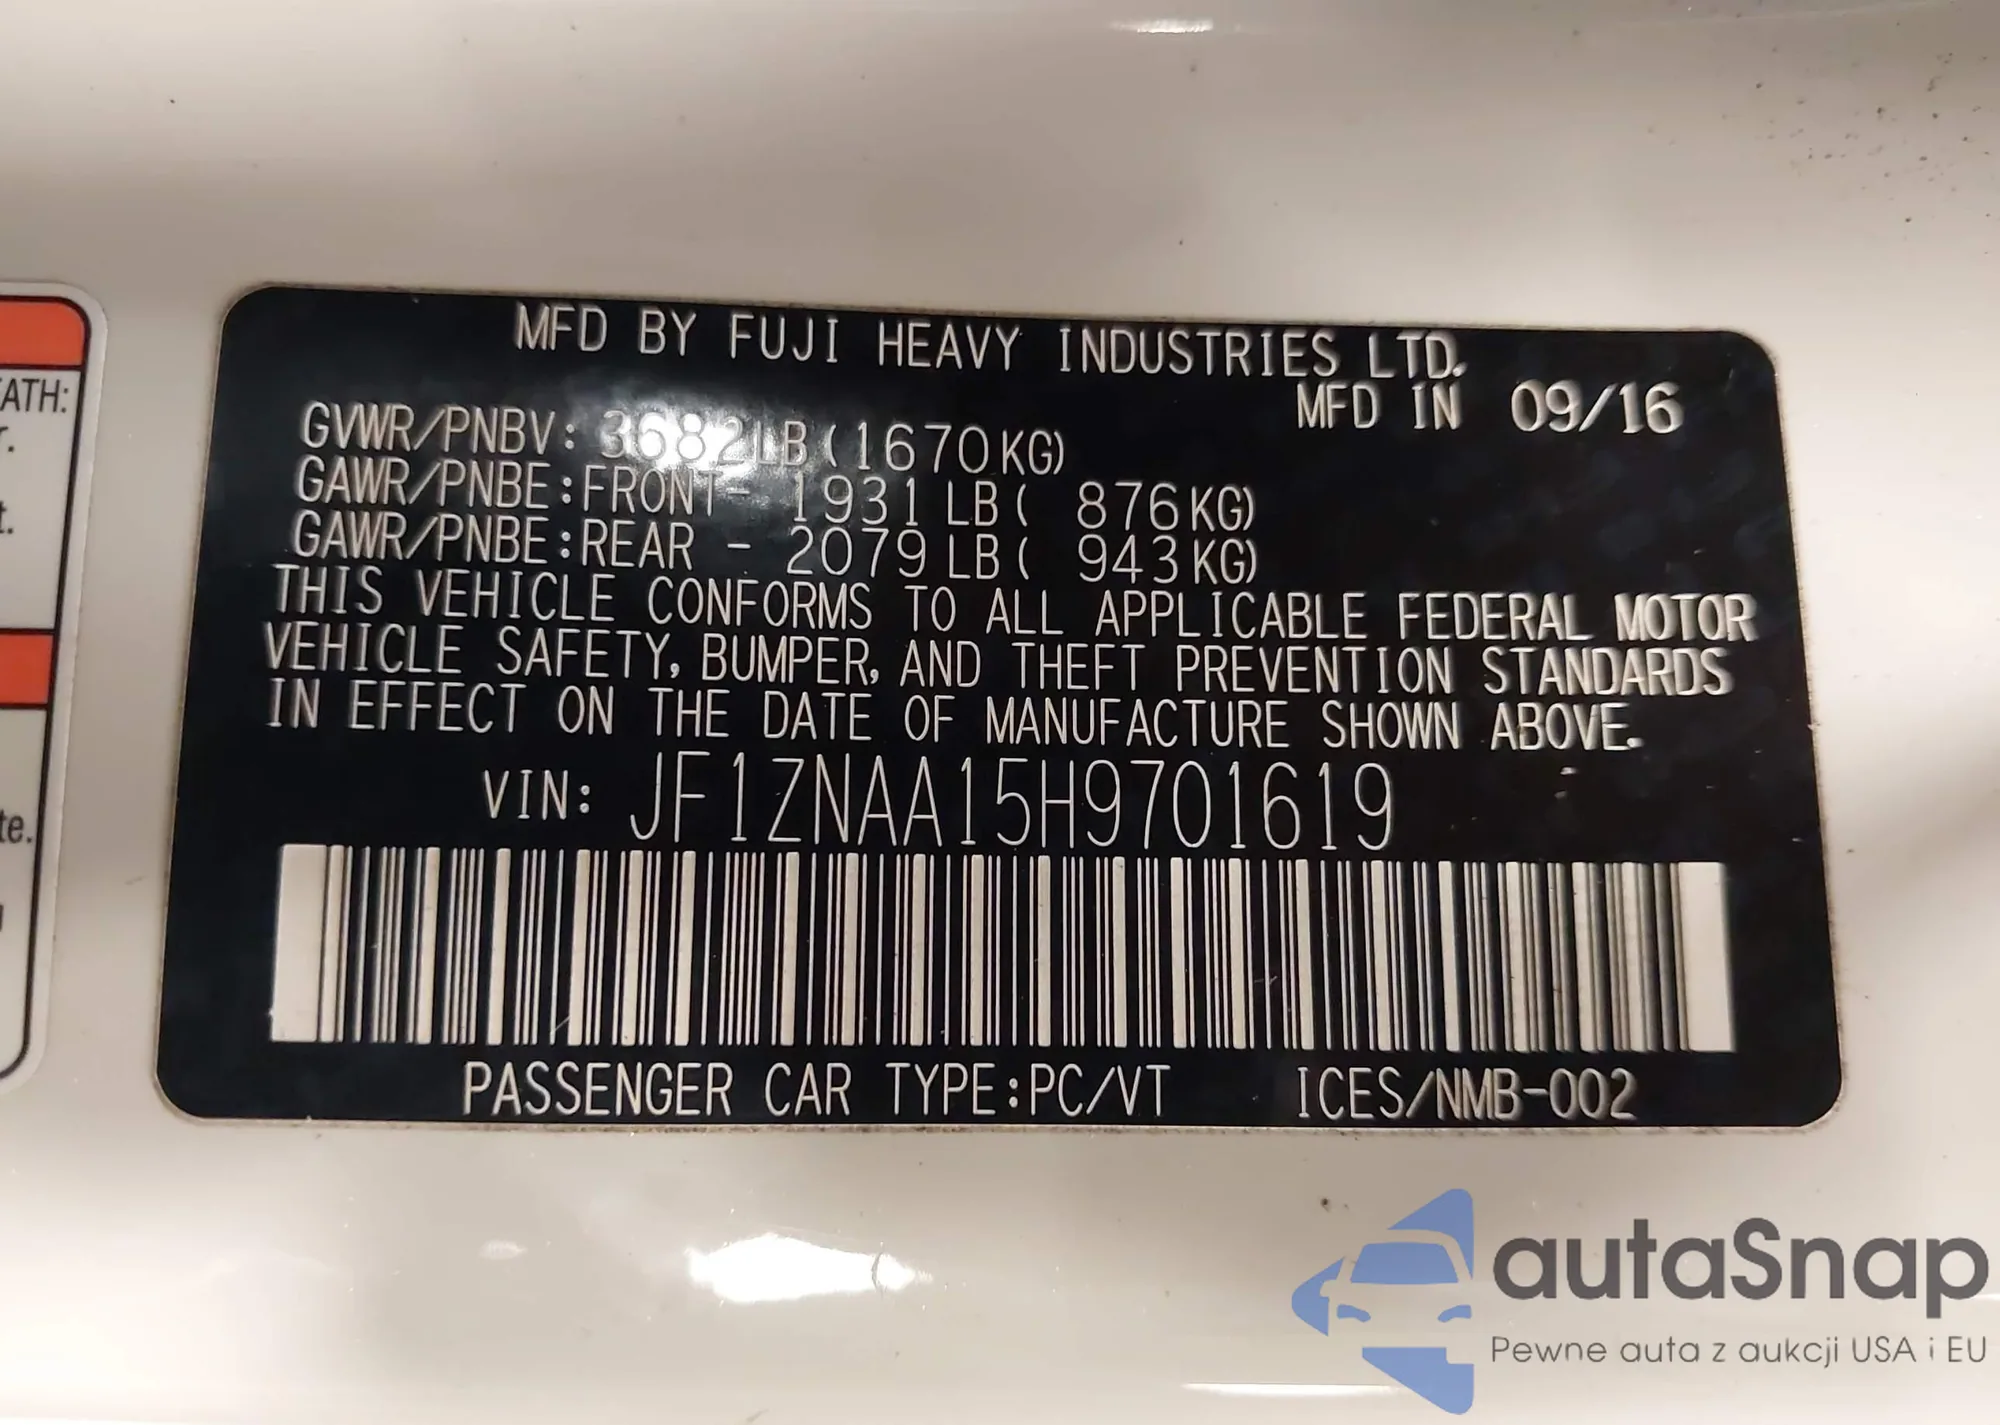 ATH:
r.
t.
te.
MFD BY FUJI HEAVY INDUSTRIES LTD.
MFD IN 09/16
GVWR/PNBV: 3682LB(1670KG)
GAWR/PNBE:FRONT- 1931LB( 876KG)
GAWR/PNBE:REAR - 2079LB( 943KG)
THIS VEHICLE CONFORMS TO ALL APPLICABLE FEDERAL MOTOR
VEHICLE SAFETY, BUMPER, AND THEFT PREVENTION STANDARDS
IN EFFECT ON THE DATE OF MANUFACTURE SHOWN ABOVE.
VIN: JF1ZNAA15H9701619
PASSENGER CAR TYPE:PC/VT ICES/NMB-002
autaSnap
Pewne auta z aukcji USA i EU